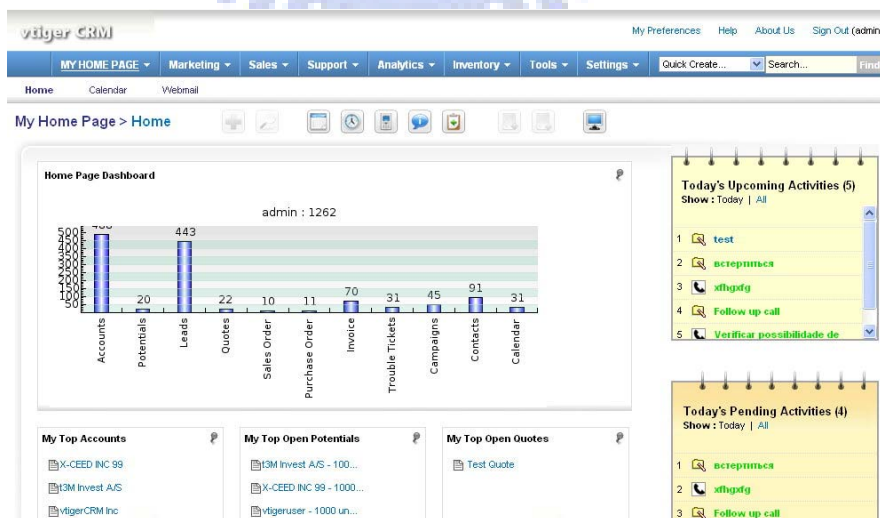 vtiger CRM
My Preferences Help About Us Sign Out (admin
MY HOME PAGE Marketing Sales Support Analytics Inventory Tools Settings Quick Create... Search... Find
Home Calendar Webmail
My Home Page > Home
Home Page Dashboard
admin : 1262
500
450
400
350
300
250
200
150
100
50
443
20
22
10
11
70
31
45
91
31
Accounts
Potentials
Leads
Quotes
Sales Order
Purchase Order
Invoice
Trouble Tickets
Campaigns
Contacts
Calendar
Today's Upcoming Activities (5)
Show : Today | All
1 test
2 встерпиться
3 xfhgxfg
4 Follow up call
5 Verificar possibilidade de
My Top Accounts
X-CEED INC 99
t3M Invest A/S
vtigerCRM Inc
My Top Open Potentials
t3M Invest A/S - 100...
X-CEED INC 99 - 1000...
vtigeruser - 1000 un...
My Top Open Quotes
Test Quote
Today's Pending Activities (4)
Show : Today | All
1 встерпиться
2 xfhgxfg
3 Follow up call